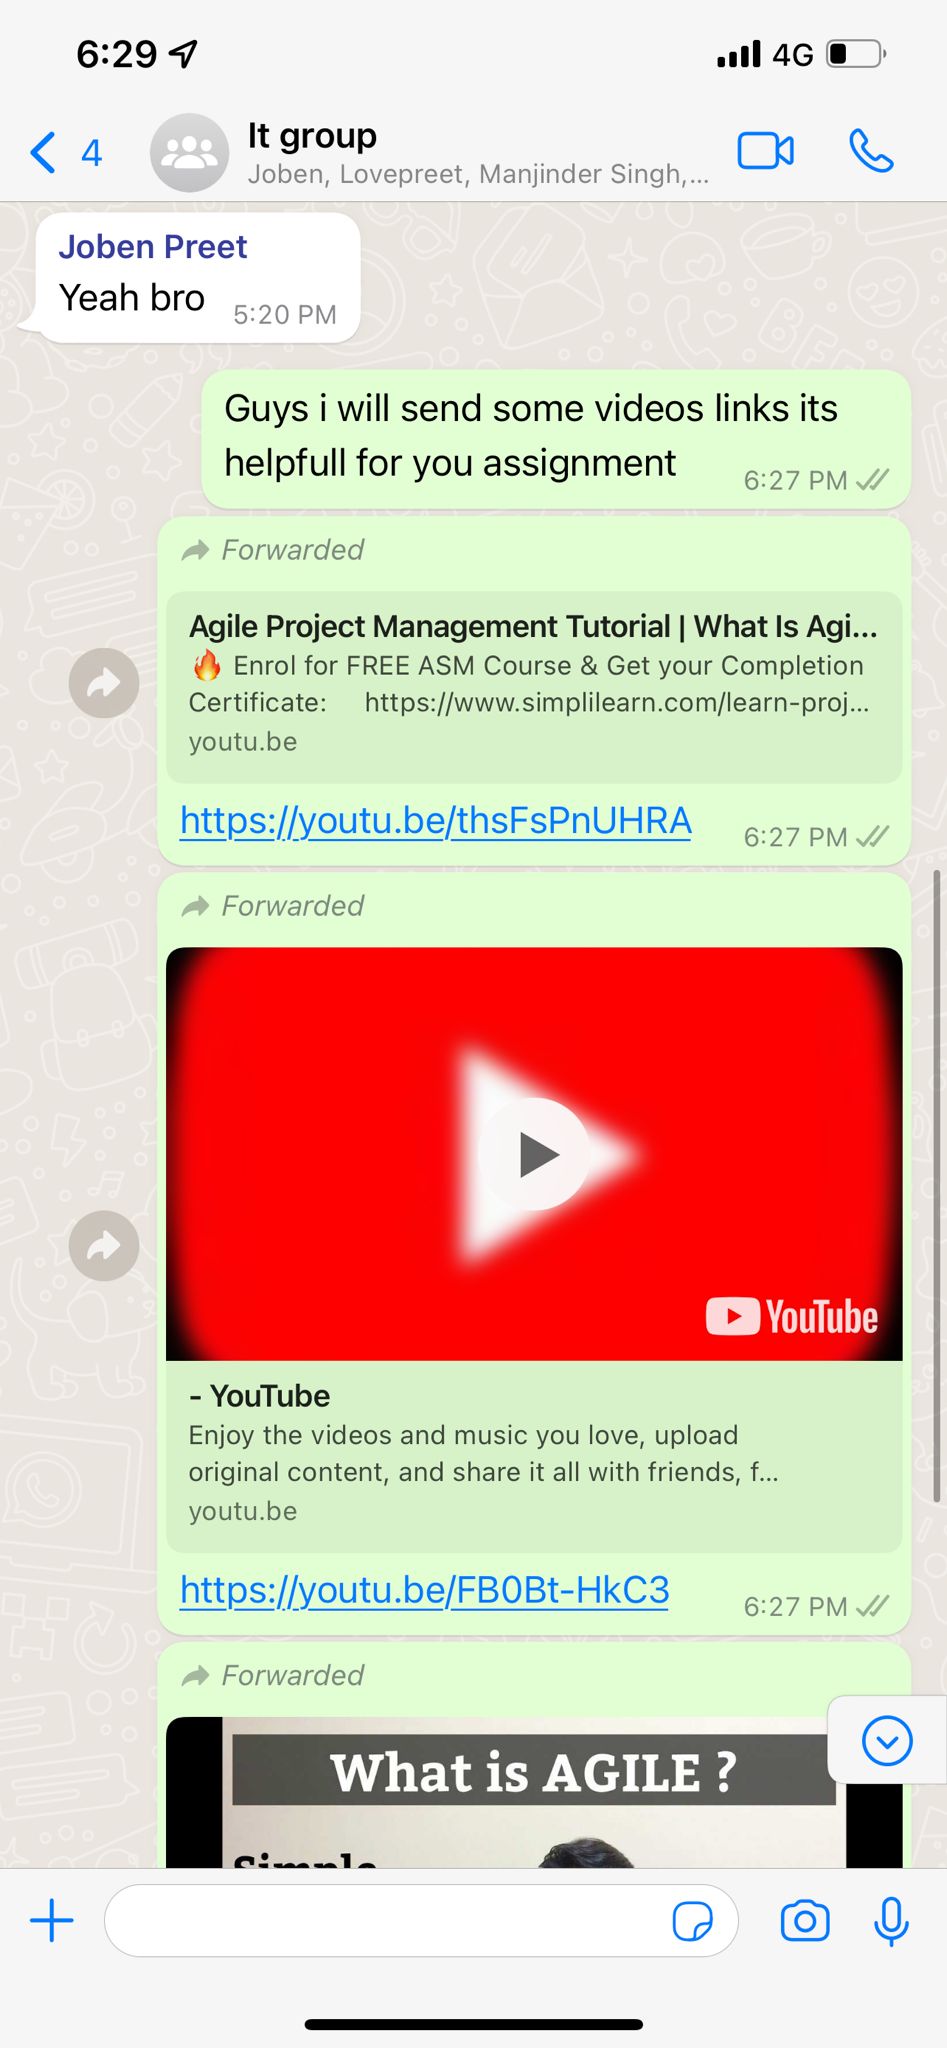 6:29
4G
4
It group
Joben, Lovepreet, Manjinder Singh,...
Joben Preet
Yeah bro
5:20 PM
Guys i will send some videos links its
helpfull for you assignment
6:27 PM
Forwarded
Agile Project Management Tutorial | What Is Agi...
🔥 Enrol for FREE ASM Course & Get your Completion
Certificate: https://www.simplilearn.com/learn-proj...
youtu.be
https://youtu.be/thsFsPnUHRA
6:27 PM
Forwarded
YouTube
- YouTube
Enjoy the videos and music you love, upload
original content, and share it all with friends, f...
youtu.be
https://youtu.be/FB0Bt-HkC3
6:27 PM
Forwarded
What is AGILE ?
Simple